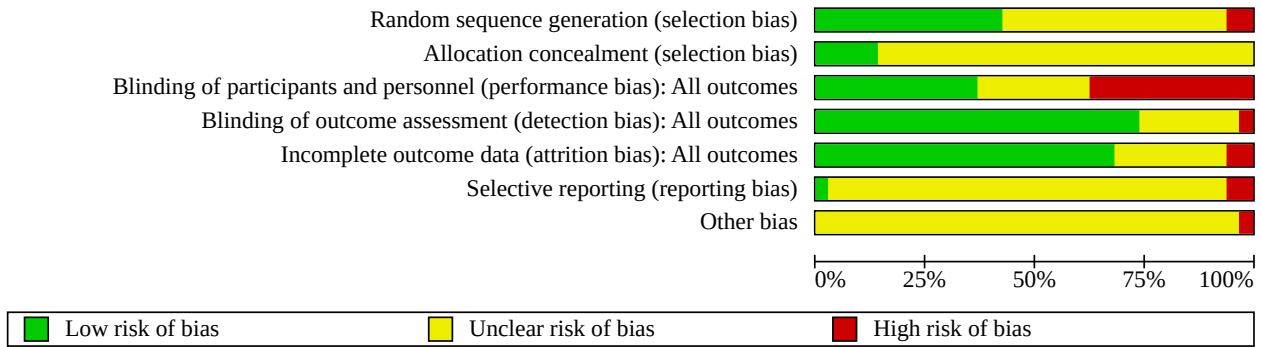 Random sequence generation (selection bias)
Allocation concealment (selection bias)
Blinding of participants and personnel (performance bias): All outcomes
Blinding of outcome assessment (detection bias): All outcomes
Incomplete outcome data (attrition bias): All outcomes
Selective reporting (reporting bias)
Other bias
0% 25% 50% 75% 100%
Low risk of bias Unclear risk of bias High risk of bias